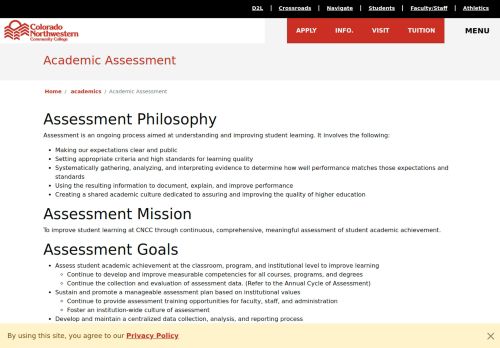 D2L | Crossroads | Navigate | Students | Faculty/Staff | Athletics
Colorado
Northwestern
Community College
APPLY INFO. VISIT TUITION MENU
Academic Assessment
Home / academics / Academic Assessment
Assessment Philosophy
Assessment is an ongoing process aimed at understanding and improving student learning. It involves the following:
• Making our expectations clear and public
• Setting appropriate criteria and high standards for learning quality
• Systematically gathering, analyzing, and interpreting evidence to determine how well performance matches those expectations and
standards
• Using the resulting information to document, explain, and improve performance
• Creating a shared academic culture dedicated to assuring and improving the quality of higher education
Assessment Mission
To improve student learning at CNCC through continuous, comprehensive, meaningful assessment of student academic achievement.
Assessment Goals
• Assess student academic achievement at the classroom, program, and institutional level to improve learning
◦ Continue to develop and improve measurable competencies for all courses, programs, and degrees
◦ Continue the collection and evaluation of assessment data. (Refer to the Annual Cycle of Assessment)
• Sustain and promote a manageable assessment plan based on institutional values
◦ Continue to provide assessment training opportunities for faculty, staff, and administration
◦ Foster an institution-wide culture of assessment
• Develop and maintain a centralized data collection, analysis, and reporting process
By using this site, you agree to our Privacy Policy